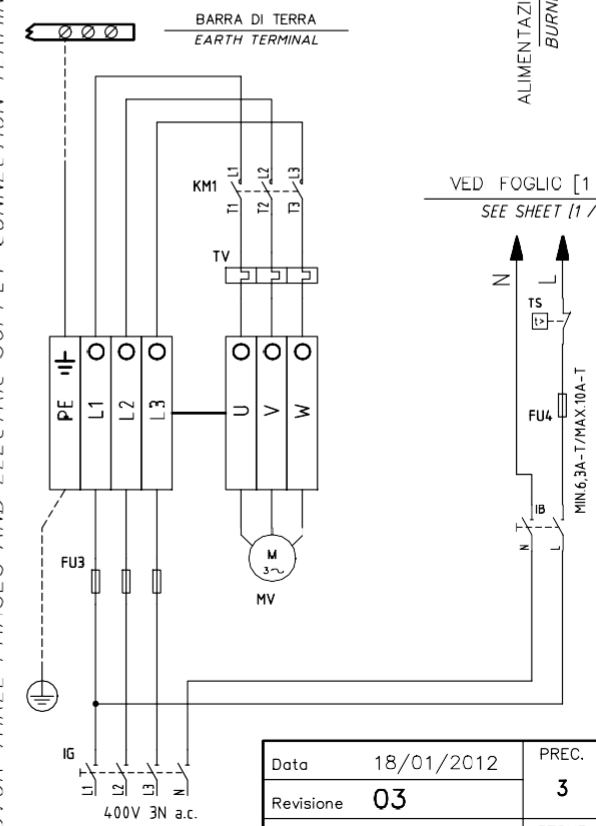 BARRA DI TERRA
EARTH TERMINAL
ALIMENTAZI
BURN
KM1
L1 L2 L3
T1 T2 T3
TV
VED FOGLIC [1
SEE SHEET [1 /
N L
TS
t>
FU4
MIN.6,3A-T/MAX.10A-T
IB
N L
PE L1 L2 L3
U V W
M
3~
MV
FU3
IG
L1 L2 L3 N
400V 3N a.c.
Data 18/01/2012
Revisione 03
PREC.
3